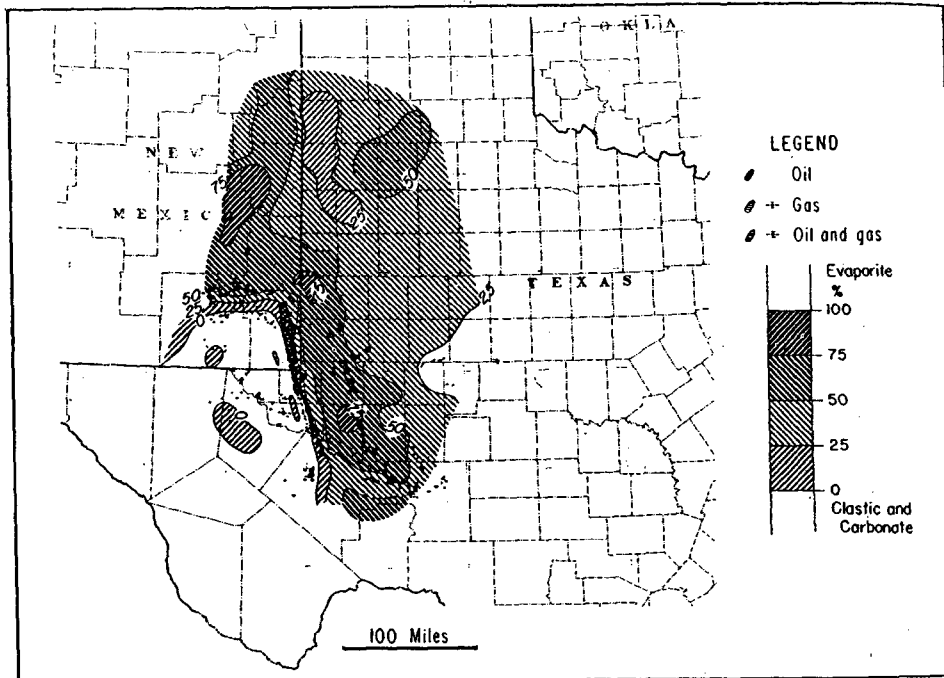 OKLA
NEW
MEXICO
TEXAS
75
50
25
50
25
0
25
50
0
LEGEND
Oil
Gas
Oil and gas
Evaporite
%
100
75
50
25
0
Clastic and
Carbonate
100 Miles